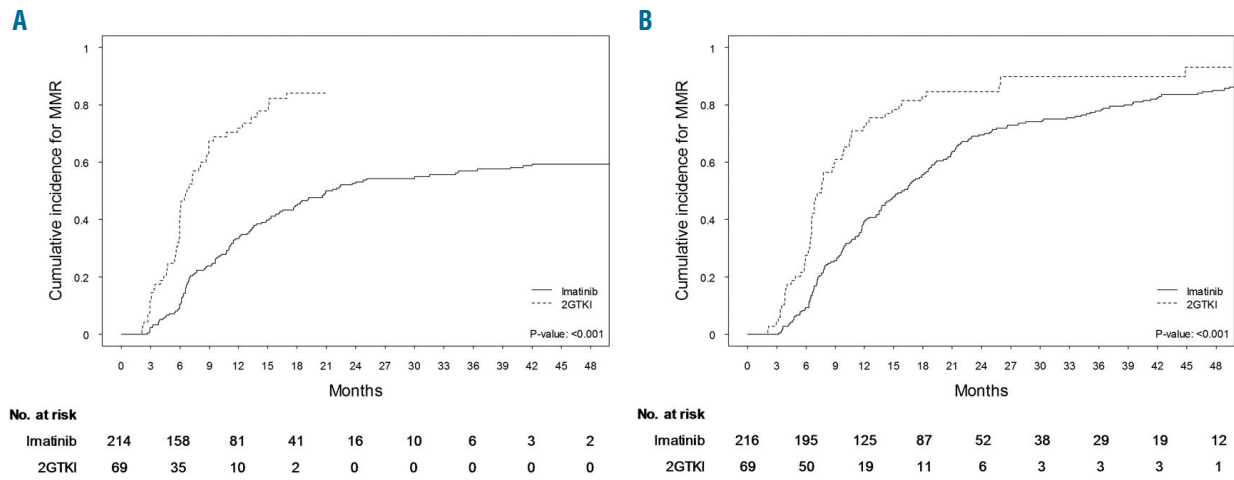 A
Cumulative incidence for MMR
1
0.8
0.6
0.4
0.2
0
Imatinib
2GTKI
P-value: <0.001
0 3 6 9 12 15 18 21 24 27 30 33 36 39 42 45 48
Months
No. at risk
Imatinib 214 158 81 41 16 10 6 3 2
2GTKI 69 35 10 2 0 0 0 0 0
B
Cumulative incidence for MMR
1
0.8
0.6
0.4
0.2
0
Imatinib
2GTKI
P-value: <0.001
0 3 6 9 12 15 18 21 24 27 30 33 36 39 42 45 48
Months
No. at risk
Imatinib 216 195 125 87 52 38 29 19 12
2GTKI 69 50 19 11 6 3 3 3 1